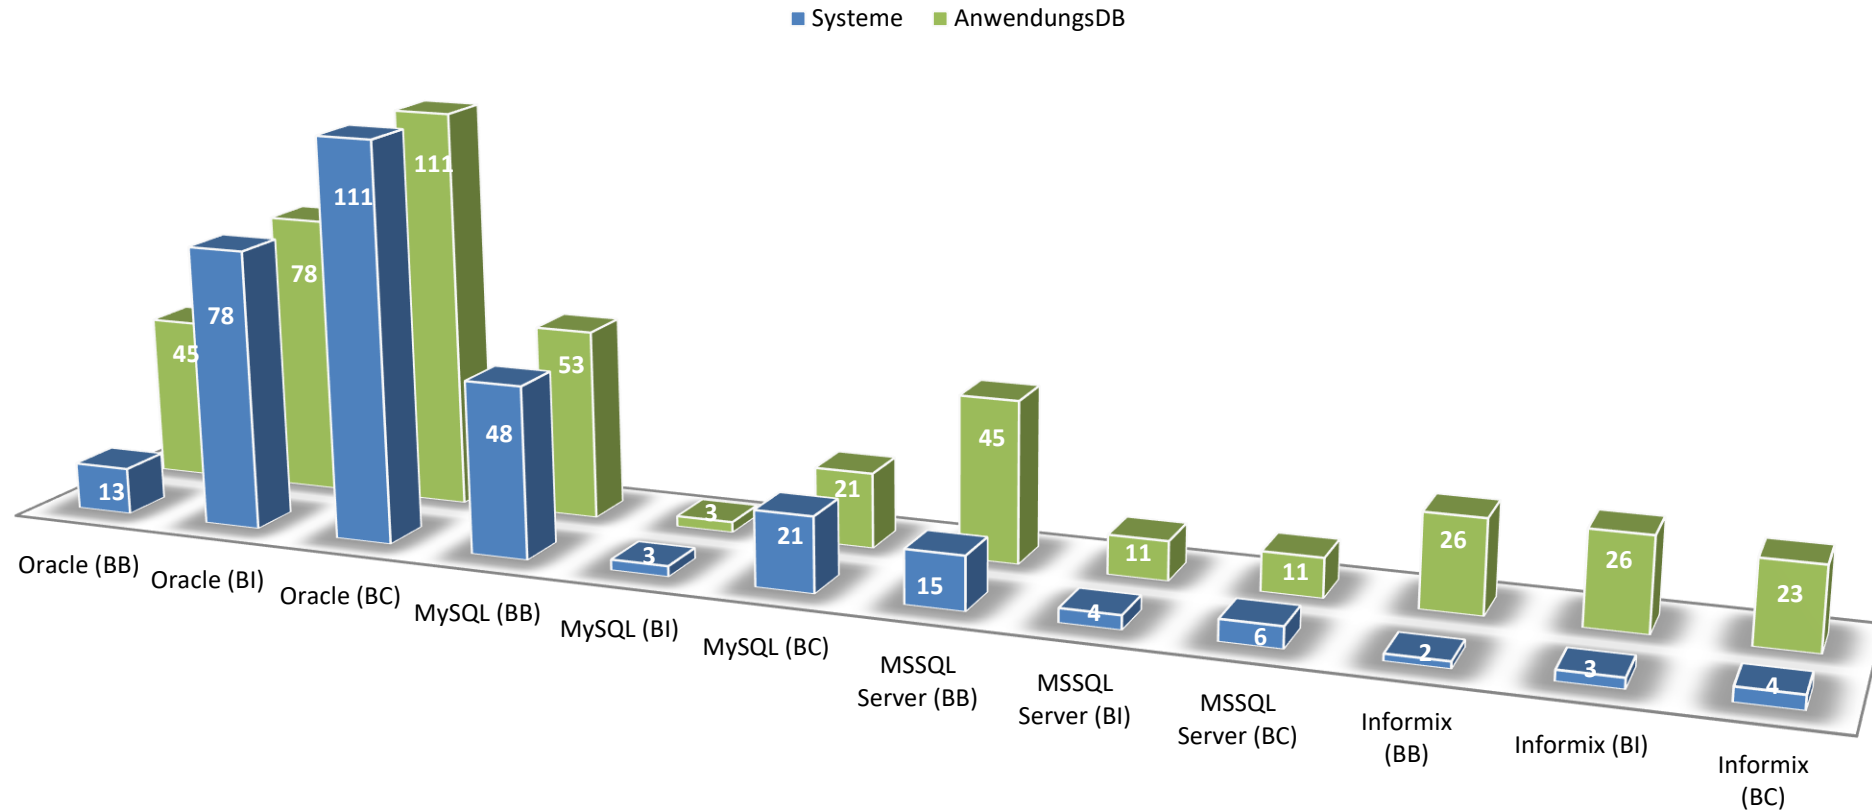 Systeme AnwendungsDB
111
111
78
78
45
53
48
45
13
3
21
21
3
15
11
4
11
6
26
2
26
3
23
4
Oracle (BB)
Oracle (BI)
Oracle (BC)
MySQL (BB)
MySQL (BI)
MySQL (BC)
MSSQL
Server (BB)
MSSQL
Server (BI)
MSSQL
Server (BC)
Informix
(BB)
Informix (BI)
Informix
(BC)